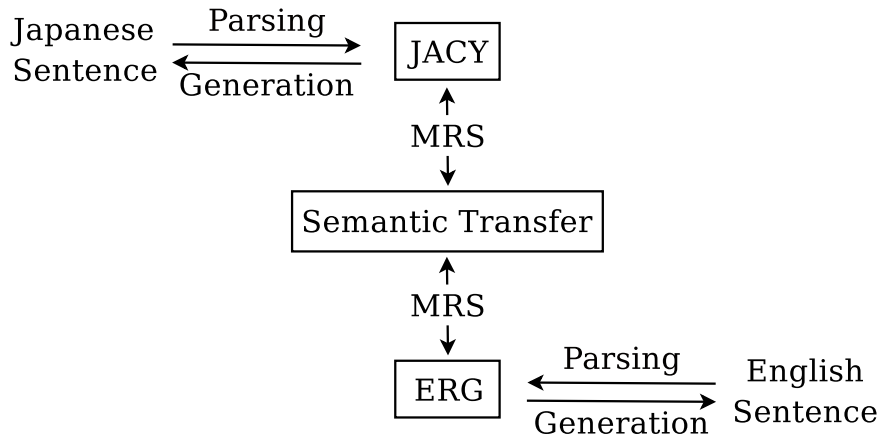 Japanese
Sentence
Parsing
Generation
JACY
MRS
Semantic Transfer
MRS
ERG
Parsing
Generation
English
Sentence